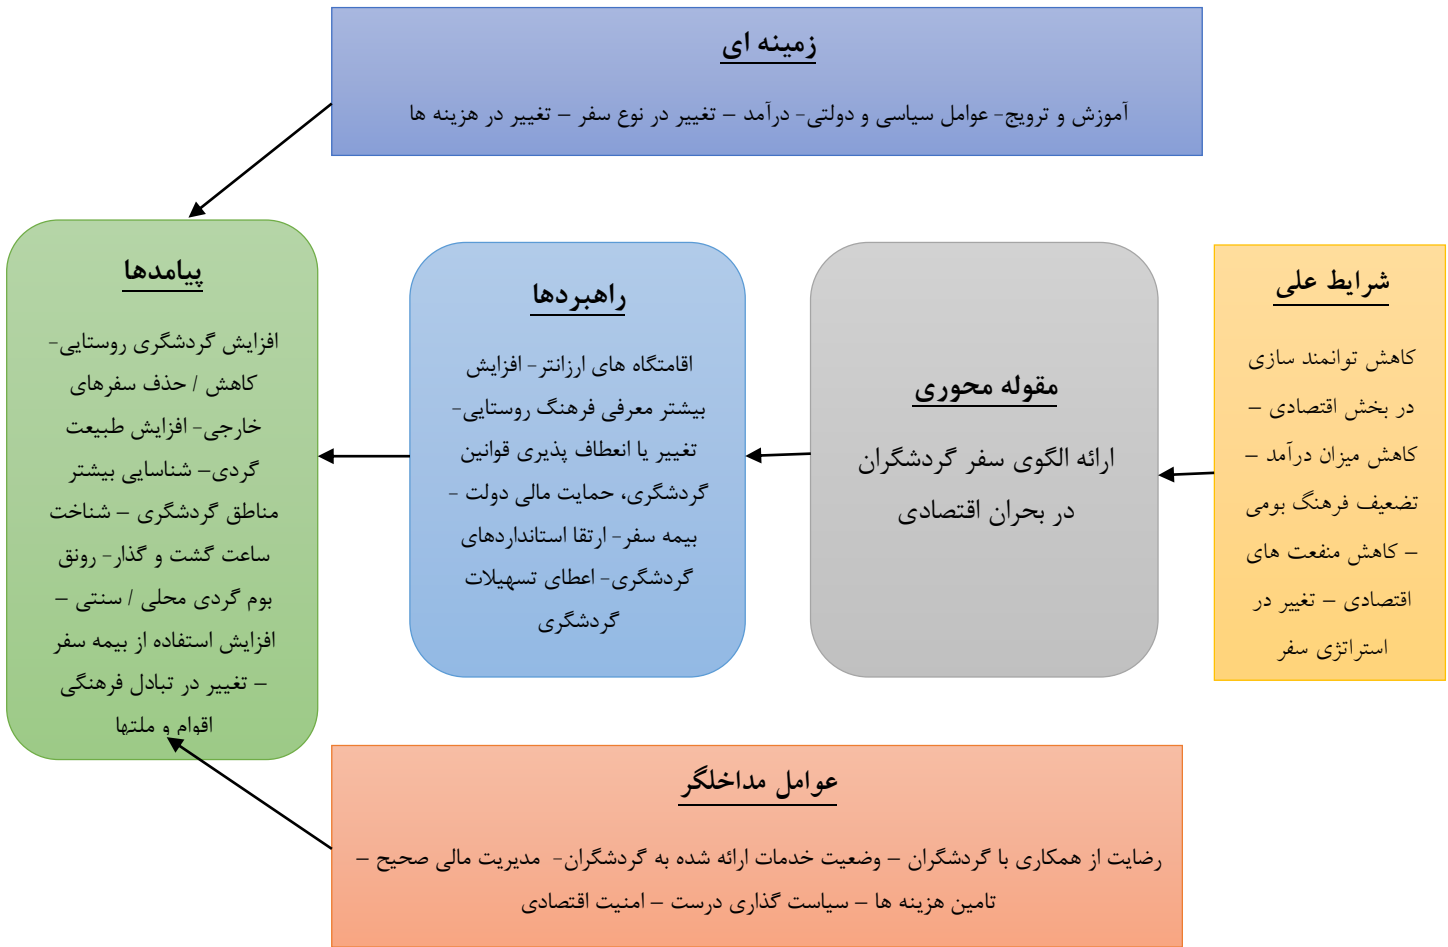 زمینه ای
آموزش و ترویج- عوامل سیاسی و دولتی- درآمد – تغییر در نوع سفر – تغییر در هزینه ها
شرایط علی
کاهش توانمند سازی
در بخش اقتصادی –
کاهش میزان درآمد –
تضعیف فرهنگ بومی
– کاهش منفعت های
اقتصادی – تغییر در
استراتژی سفر
مقوله محوری
ارائه الگوی سفر گردشگران
در بحران اقتصادی
راهبردها
اقامتگاه های ارزانتر- افزایش
بیشتر معرفی فرهنگ روستایی-
تغییر یا انعطاف پذیری قوانین
گردشگری، حمایت مالی دولت -
بیمه سفر- ارتقا استانداردهای
گردشگری- اعطای تسهیلات
گردشگری
پیامدها
افزایش گردشگری روستایی-
کاهش / حذف سفرهای
خارجی- افزایش طبیعت
گردی– شناسایی بیشتر
مناطق گردشگری – شناخت
ساعت گشت و گذار- رونق
بوم گردی محلی / سنتی –
افزایش استفاده از بیمه سفر
– تغییر در تبادل فرهنگی
اقوام و ملتها
عوامل مداخلگر
رضایت از همکاری با گردشگران – وضعیت خدمات ارائه شده به گردشگران- مدیریت مالی صحیح –
تامین هزینه ها – سیاست گذاری درست – امنیت اقتصادی